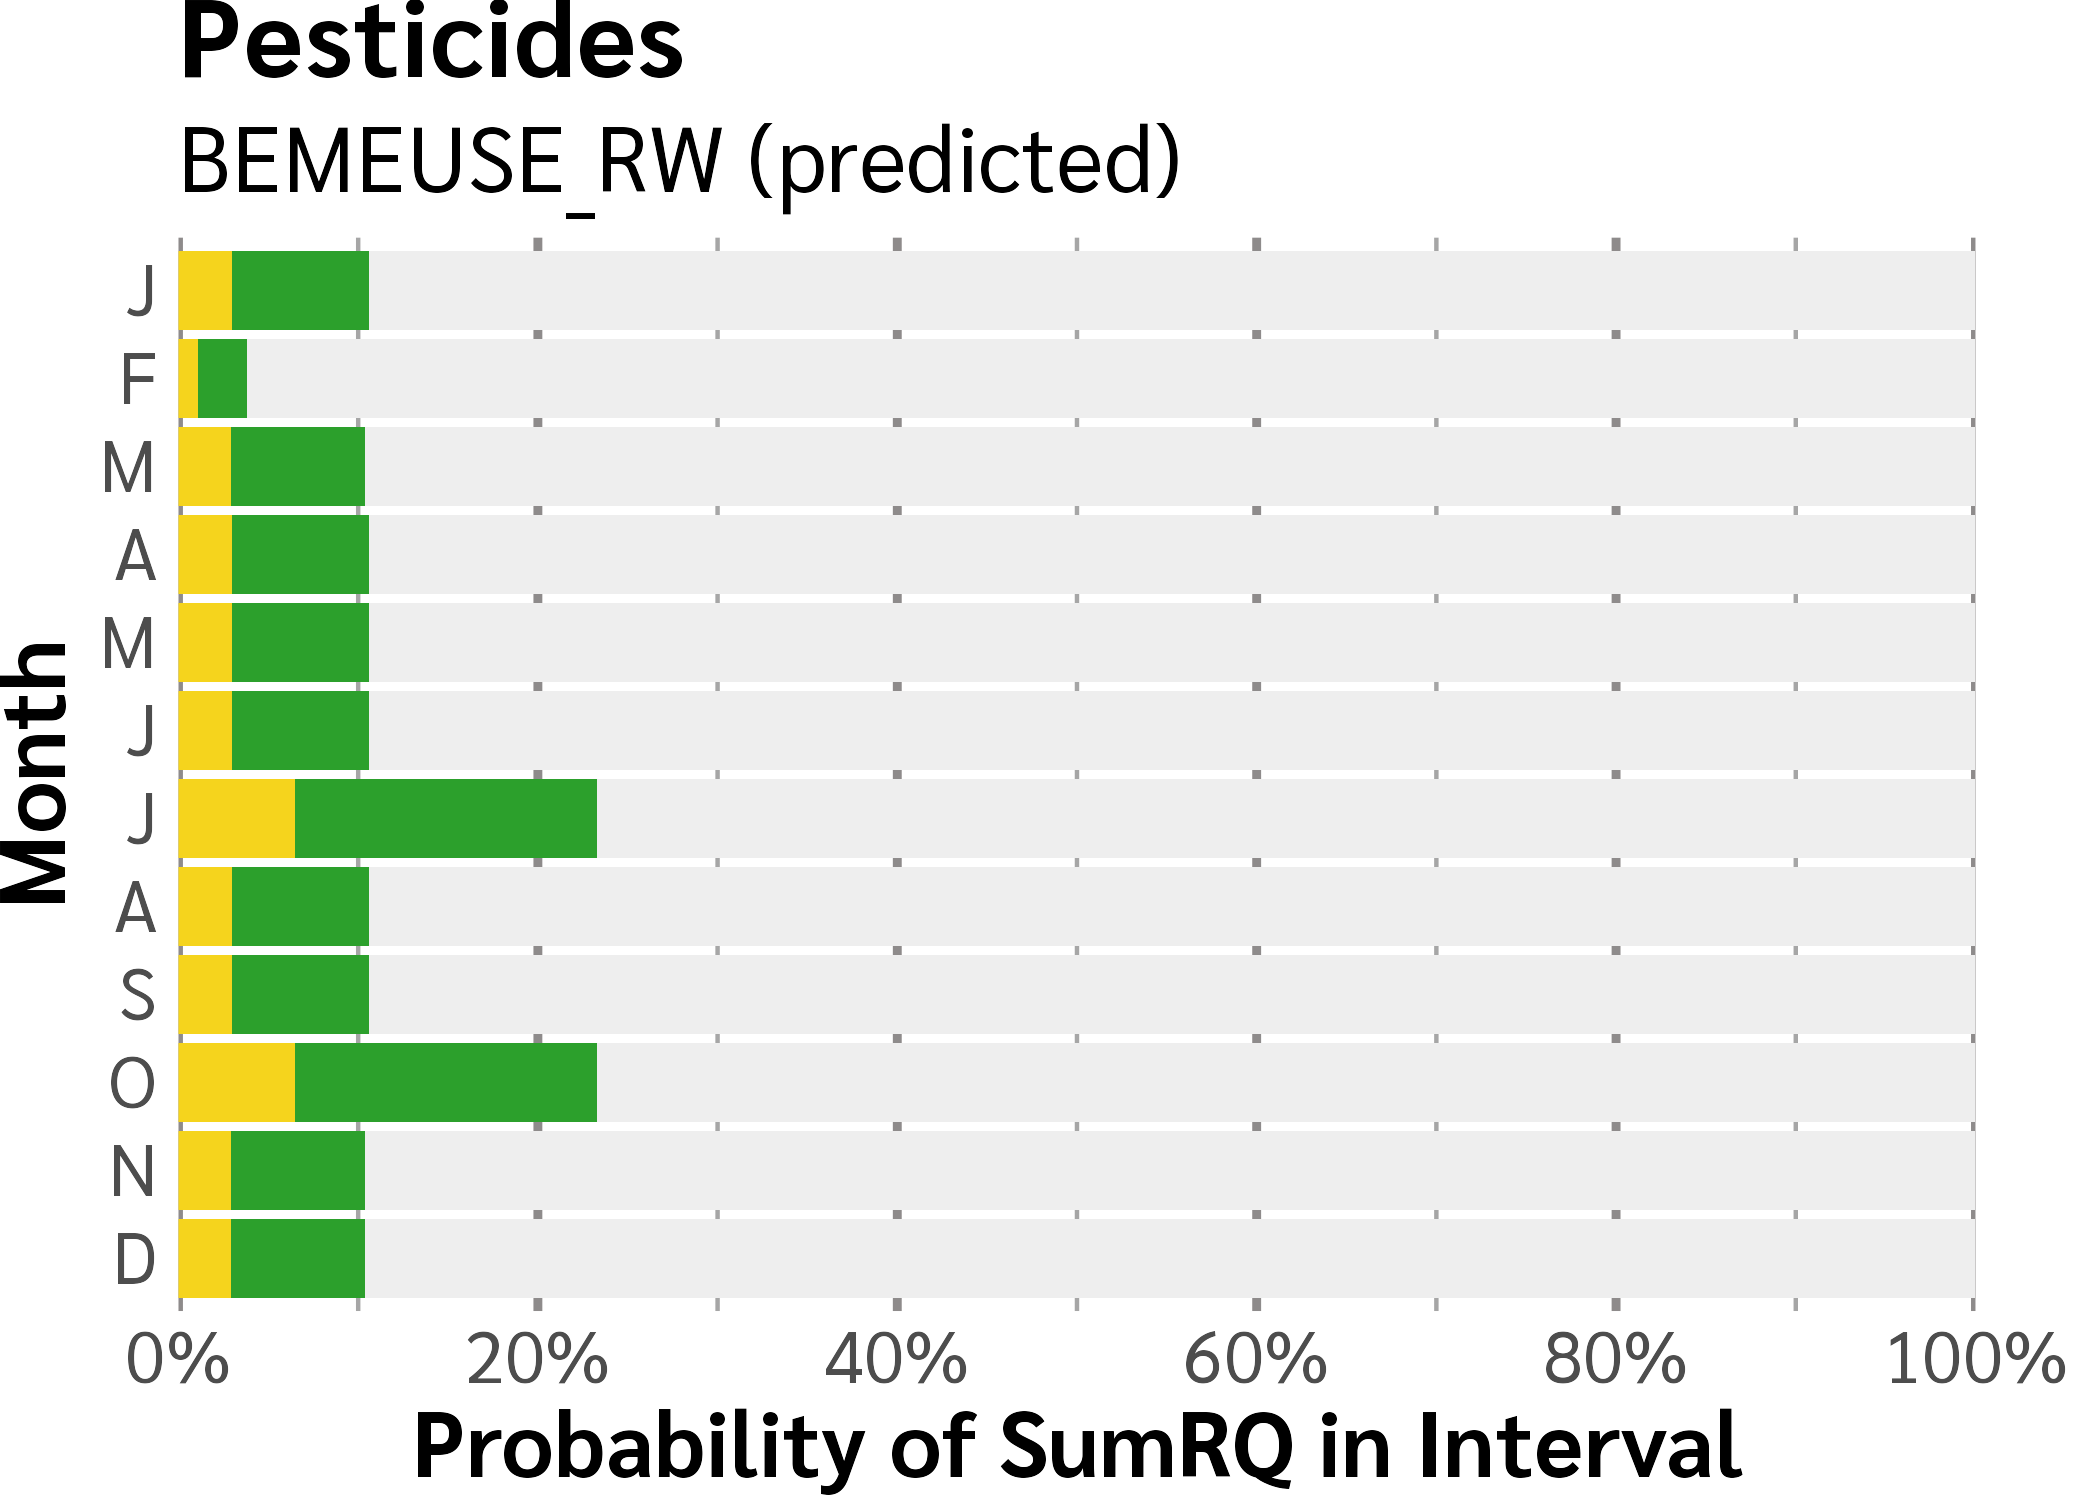 Pesticides
BEMEUSE_RW (predicted)
J
F
M
A
M
J
J
A
S
O
N
D
Month
0% 20% 40% 60% 80% 100%
Probability of SumRQ in Interval